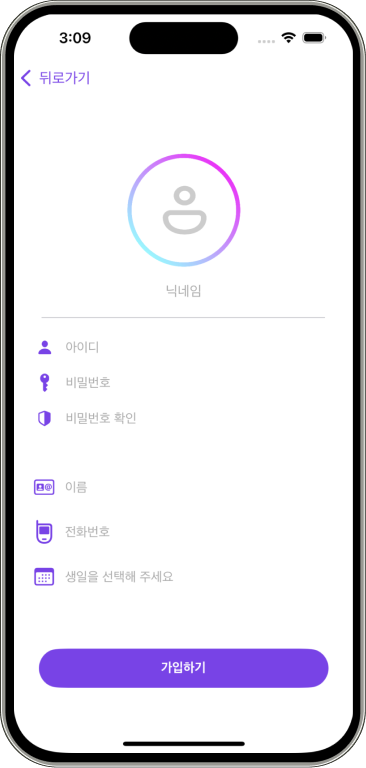 3:09
뒤로가기
닉네임
아이디
비밀번호
비밀번호 확인
이름
전화번호
생일을 선택해 주세요
가입하기